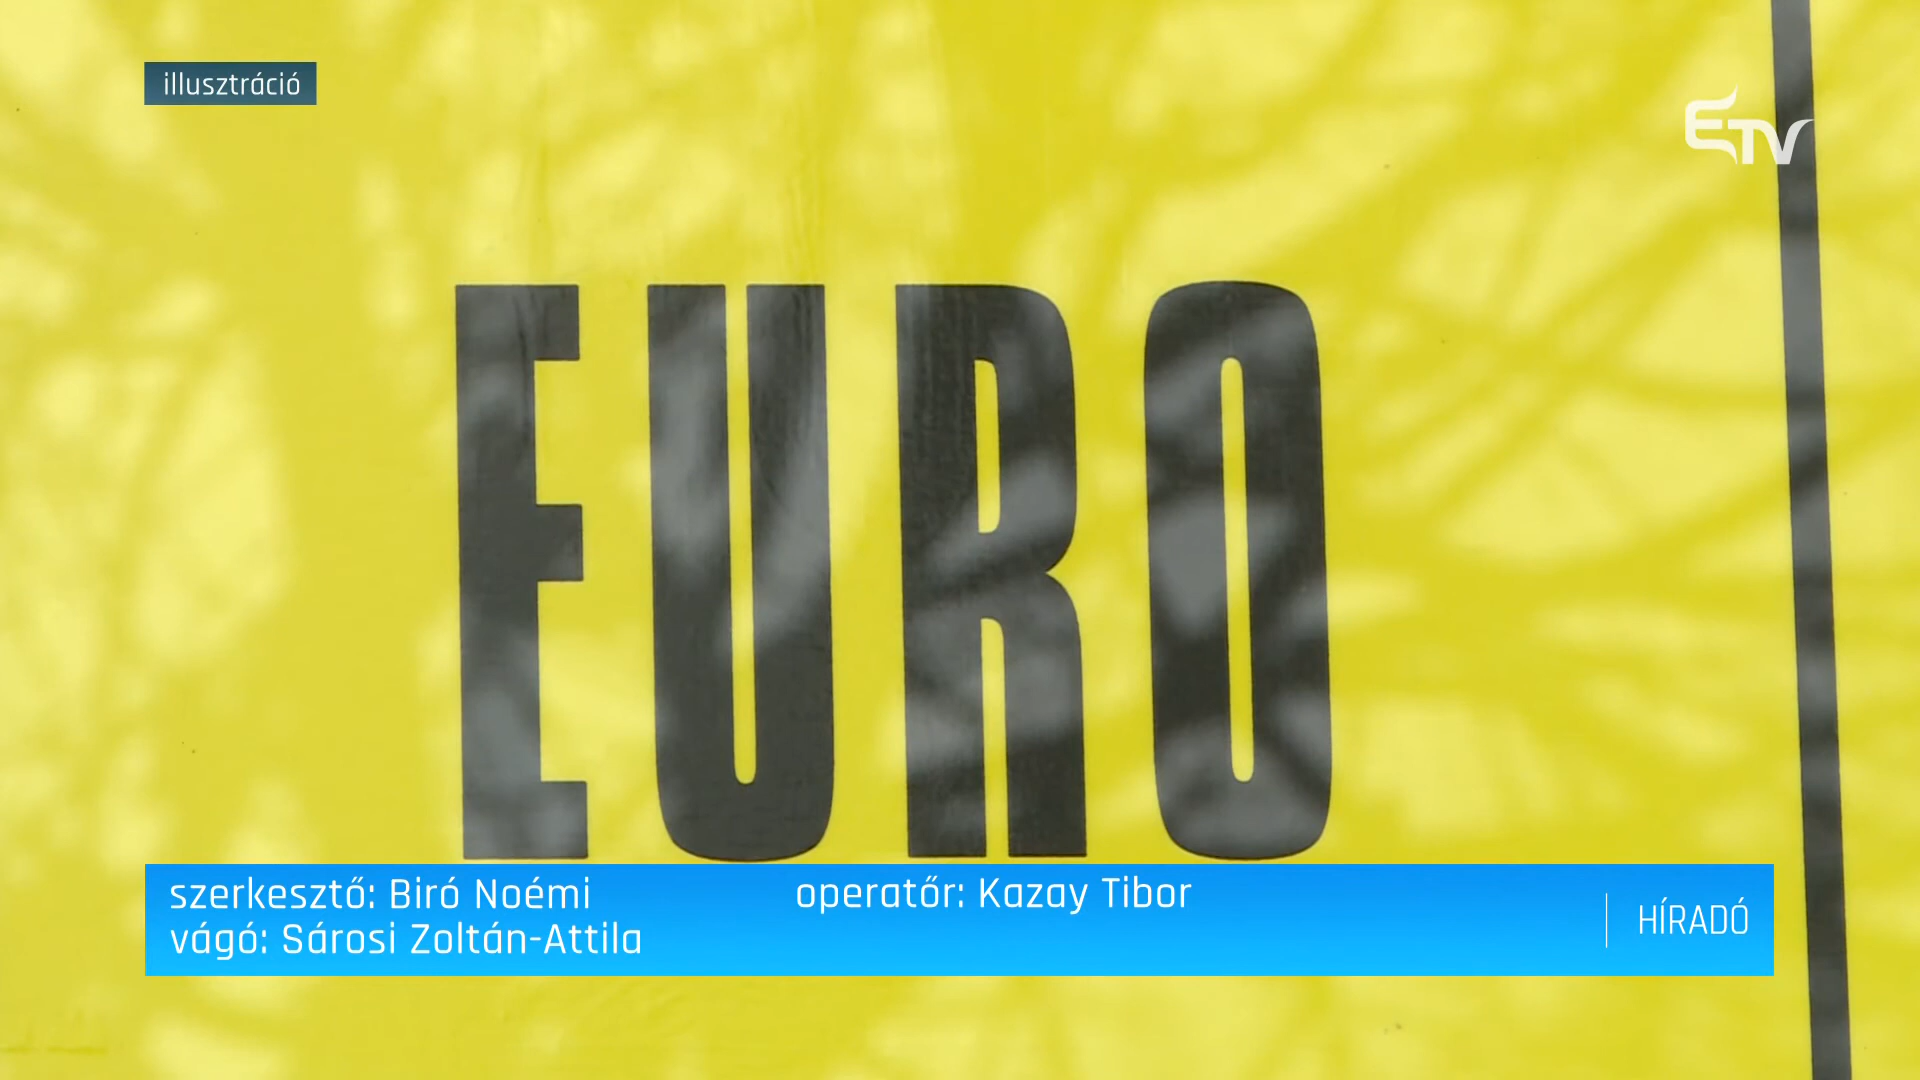 illusztráció
ETV
EURO
szerkesztő: Biró Noémi
operatőr: Kazay Tibor
vágó: Sárosi Zoltán-Attila
HÍRADÓ